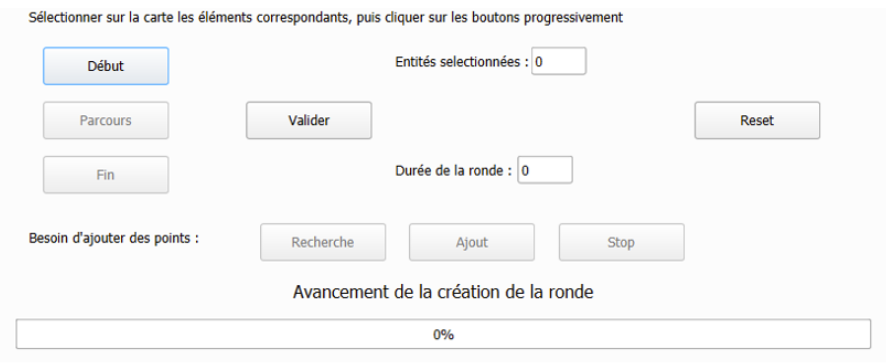 Sélectionner sur la carte les éléments correspondants, puis cliquer sur les boutons progressivement
Début
Entités selectionnées : 0
Parcours
Valider
Reset
Fin
Durée de la ronde : 0
Besoin d'ajouter des points :
Recherche
Ajout
Stop
Avancement de la création de la ronde
0%